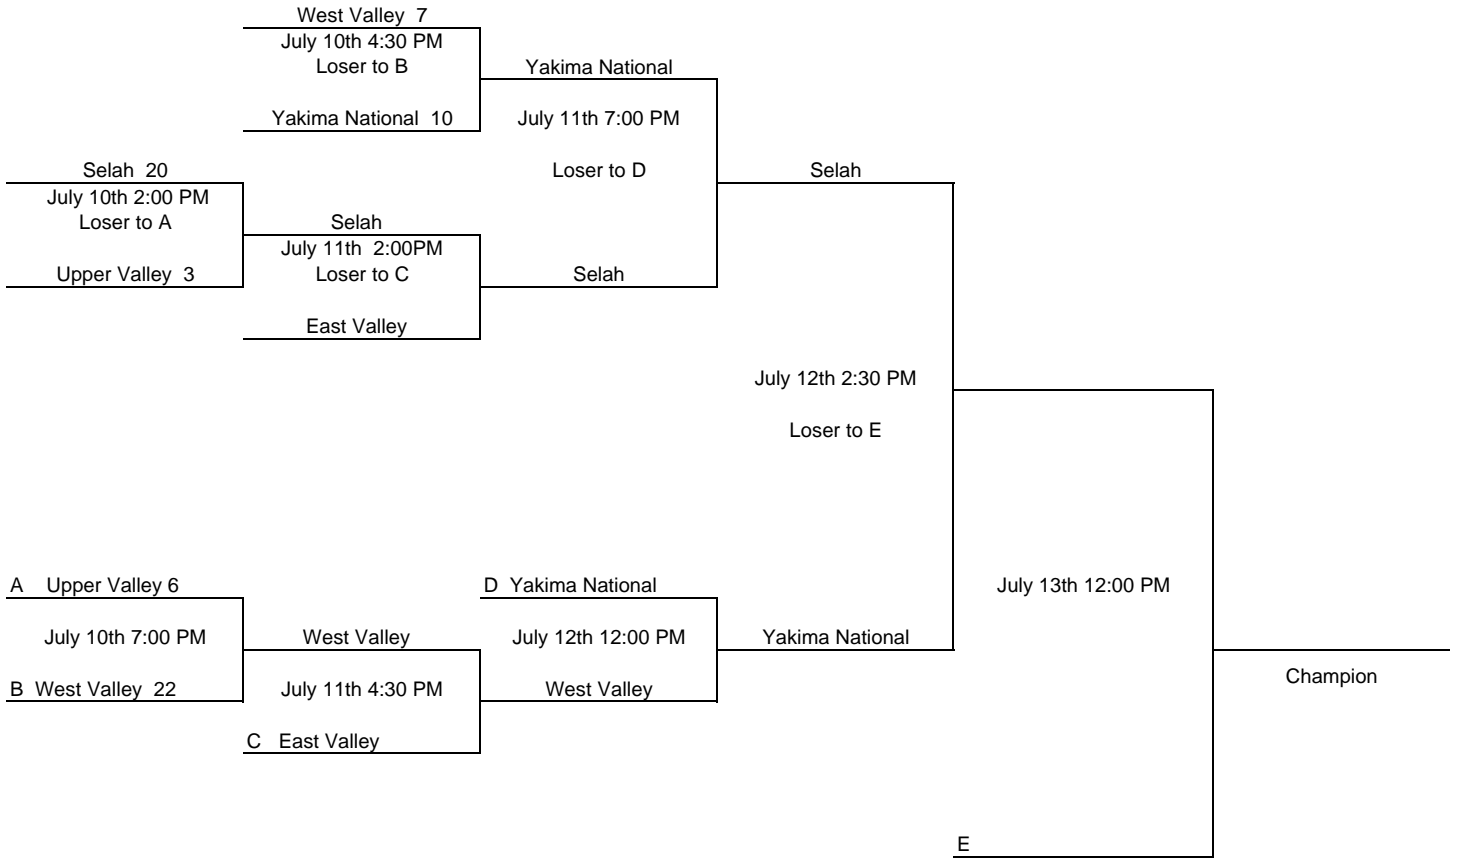 West Valley  7
July 10th 4:30 PM
Loser to B
Yakima National
Yakima National  10
July 11th 7:00 PM
Selah  20
Loser to D
Selah
July 10th 2:00 PM
Loser to A
Selah
July 11th  2:00PM
Upper Valley  3
Loser to C
Selah
East Valley
July 12th 2:30 PM
Loser to E
A    Upper Valley 6
D  Yakima National
July 13th 12:00 PM
July 10th 7:00 PM
West Valley
July 12th 12:00 PM
Yakima National
B  West Valley  22
July 11th 4:30 PM
West Valley
Champion
C   East Valley
E